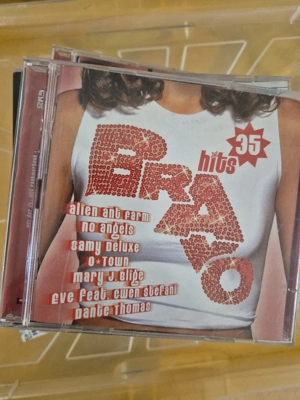 35
hits
BRAVO
alien ant farm
no angels
samy deluxe
o-town
mary j. blige
eve feat. gwen stefani
dante thomas